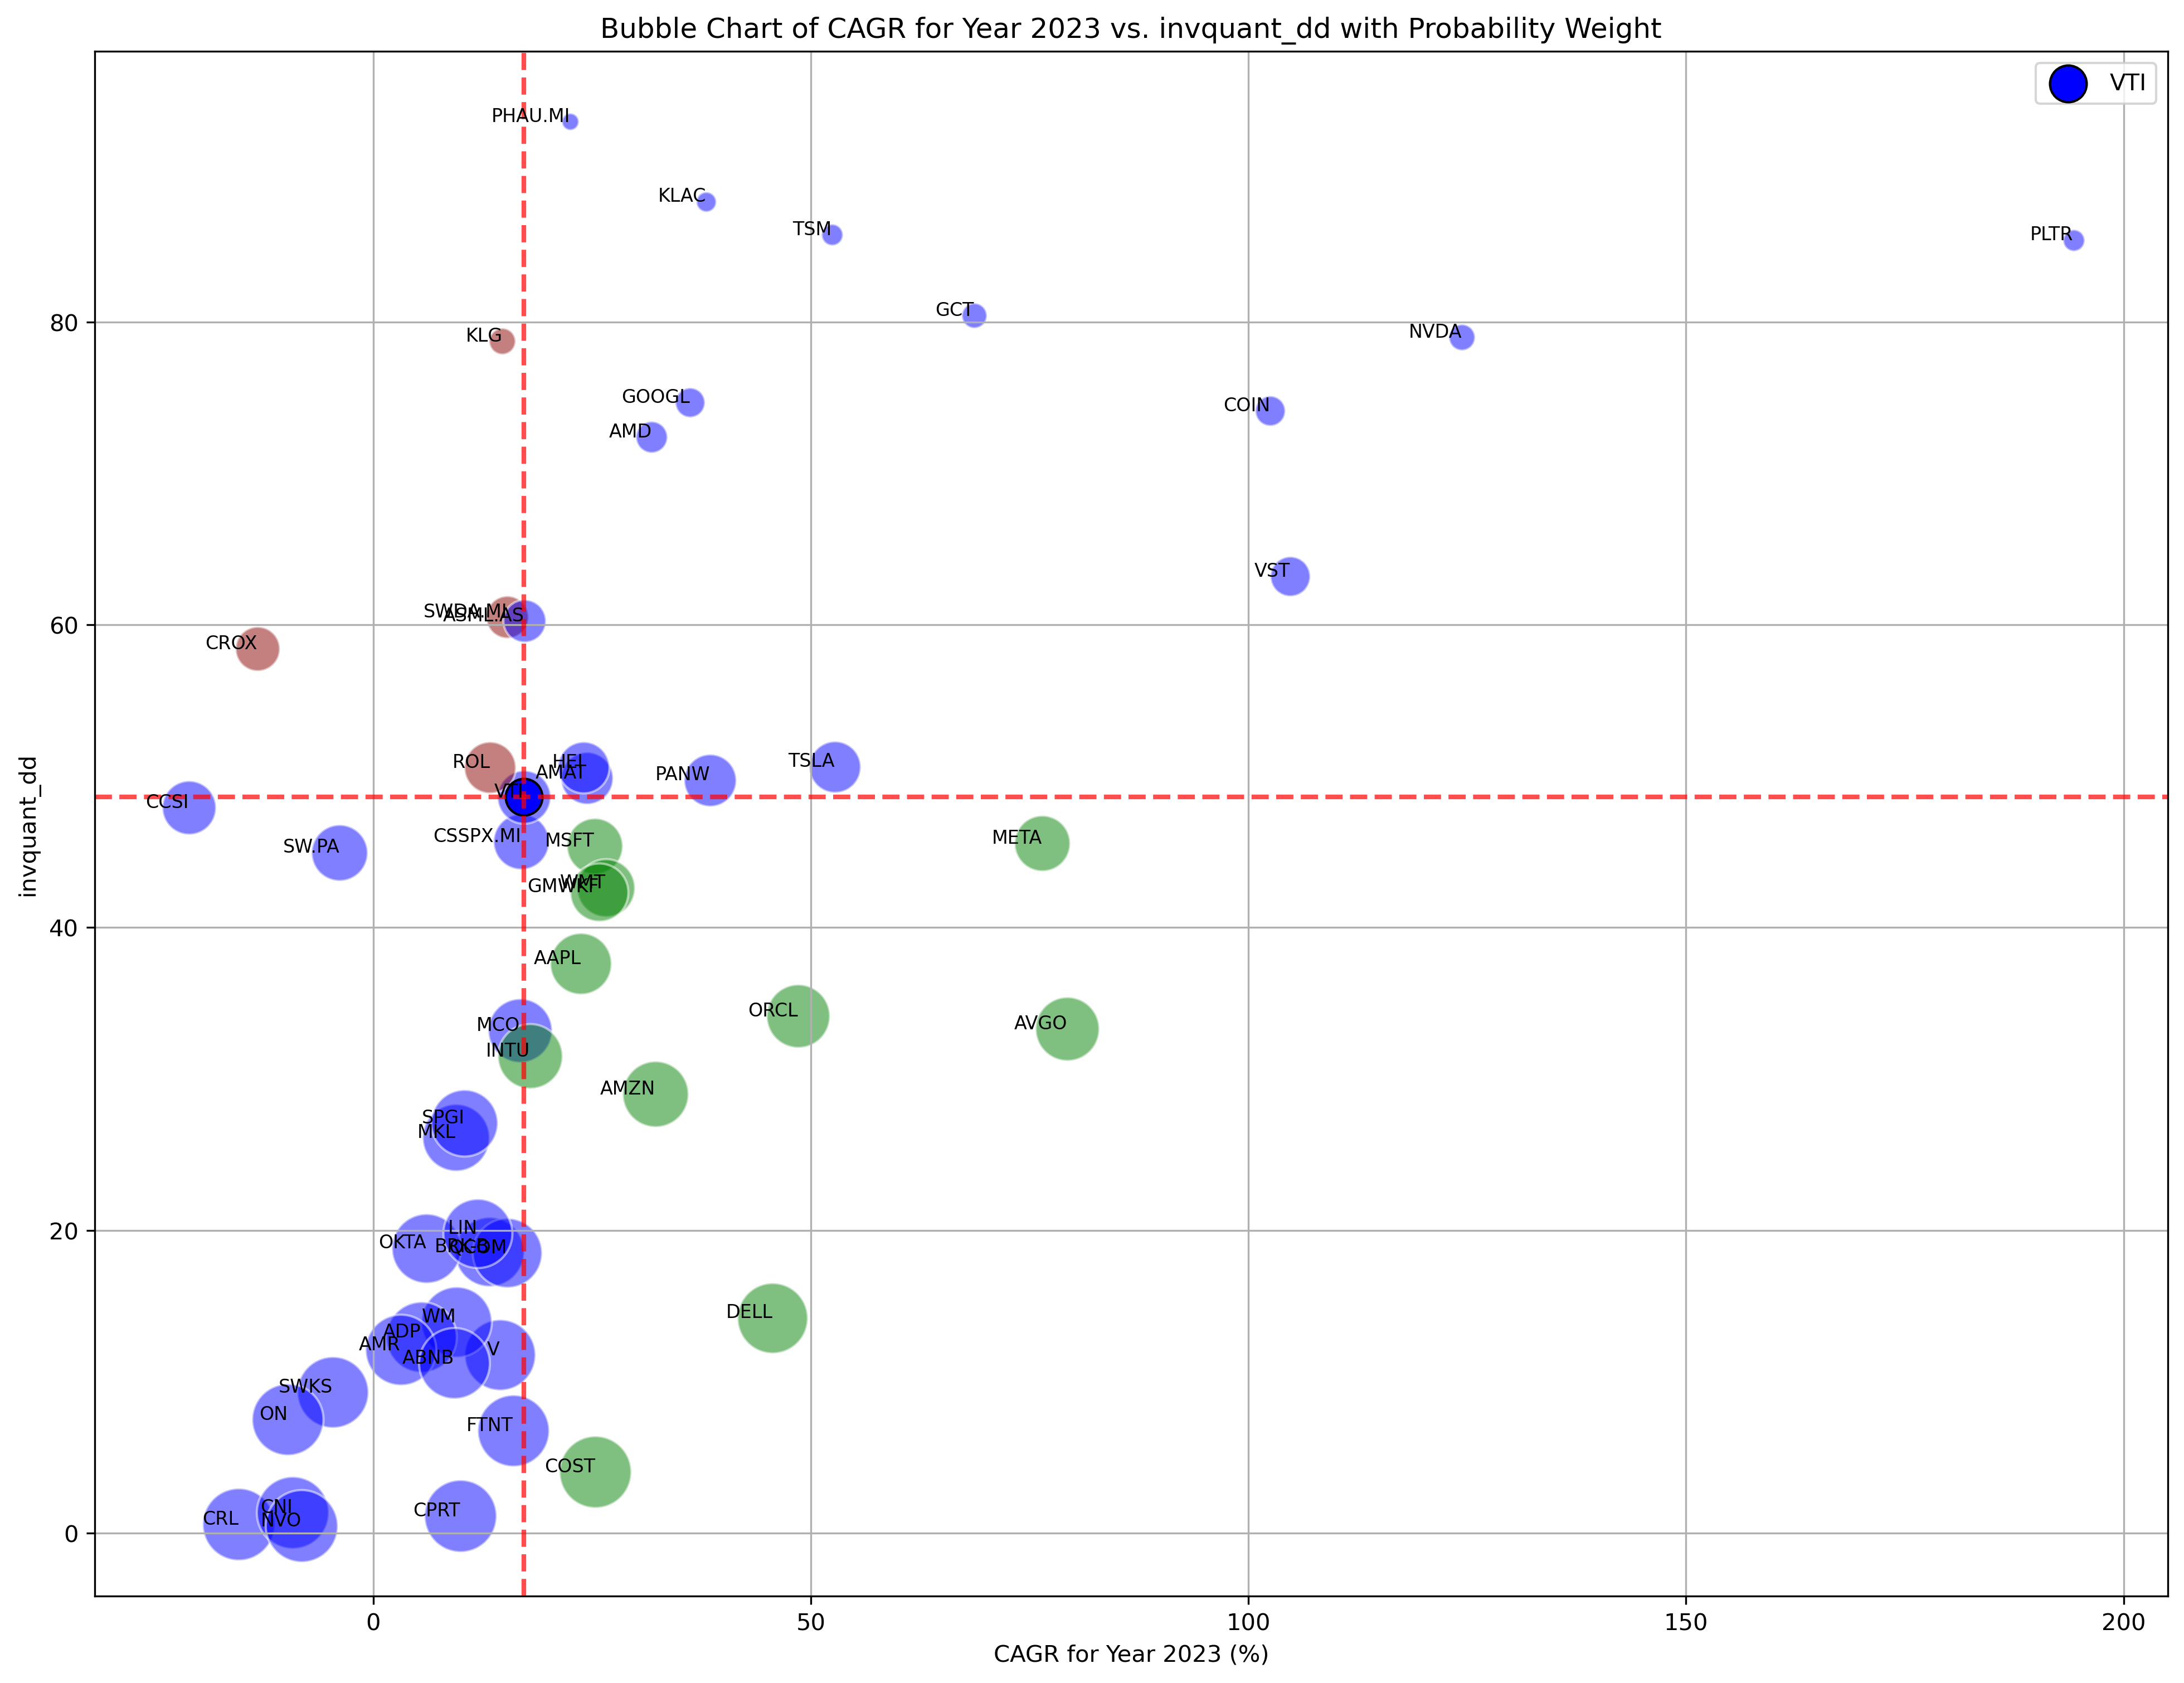 Bubble Chart of CAGR for Year 2023 vs. invquant_dd with Probability Weight
VTI
PHAU.MI
KLAC
TSM
PLTR
GCT
80
KLG
NVDA
GOOGL
COIN
AMD
VST
SWDA.MI
ASML.AS
60
CROX
ROL
HEI
AMAT
PANW
TSLA
VTI
CCSI
CSSPX.MI
MSFT
META
SW.PA
invquant_dd
WMT
GMWKF
40
AAPL
ORCL
AVGO
MCO
INTU
AMZN
SPGI
MKL
20
LIN
OKTA
QCOM
WM
DELL
ADP
AMR
V
ABNB
SWKS
ON
FTNT
COST
CPRT
CNI
CRL
NVO
0
0
50
100
150
200
CAGR for Year 2023 (%)